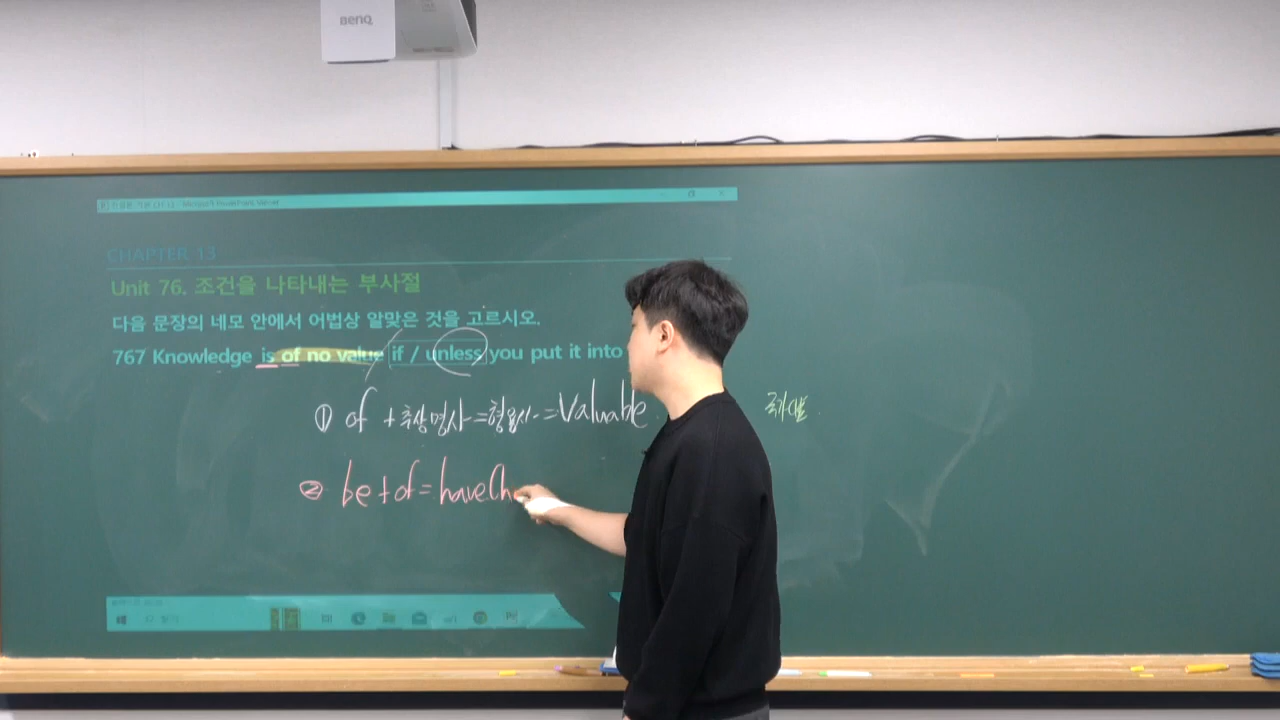 BenQ
CHAPTER 13
Unit 76. 조건을 나타내는 부사절
다음 문장의 네모 안에서 어법상 알맞은 것을 고르시오.
767 Knowledge is of no value if / unless you put it into
① of + 추상명사 = 형용사 = Valuable
② be + of = have Ch